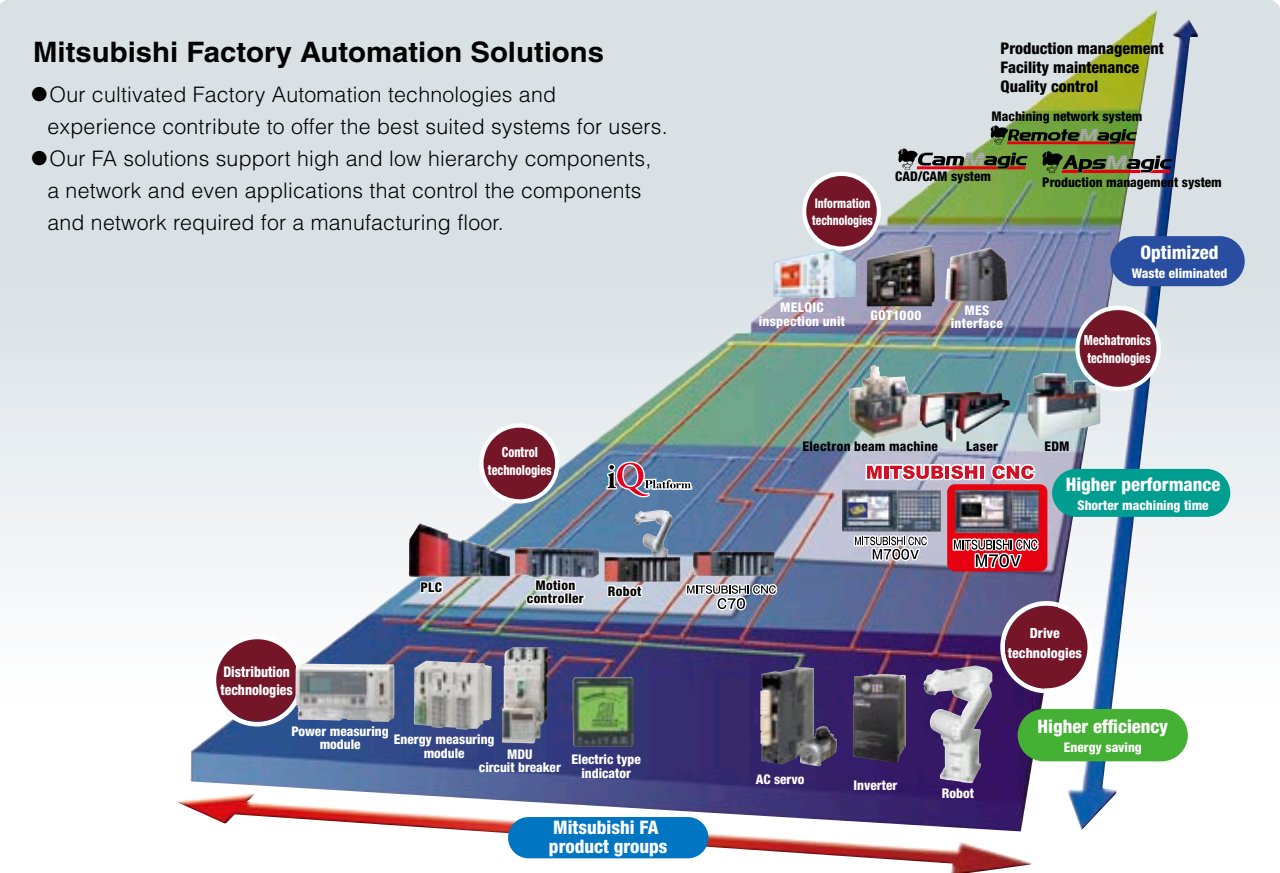 Mitsubishi Factory Automation Solutions
●Our cultivated Factory Automation technologies and
experience contribute to offer the best suited systems for users.
●Our FA solutions support high and low hierarchy components,
a network and even applications that control the components
and network required for a manufacturing floor.
Production management
Facility maintenance
Quality control
Machining network system
RemoteMagic
CamMagic
CAD/CAM system
ApsMagic
Production management system
Information
technologies
Optimized
Waste eliminated
MELQIC
inspection unit
GOT1000
MES
interface
Mechatronics
technologies
Electron beam machine
Laser
EDM
Control
technologies
iQ Platform
MITSUBISHI CNC
MITSUBISHI CNC
M700V
MITSUBISHI CNC
M70V
Higher performance
Shorter machining time
PLC
Motion
controller
Robot
MITSUBISHI CNC
C70
Drive
technologies
Distribution
technologies
Power measuring
module
Energy measuring
module
MDU
circuit breaker
Electric type
indicator
AC servo
Inverter
Robot
Higher efficiency
Energy saving
Mitsubishi FA
product groups